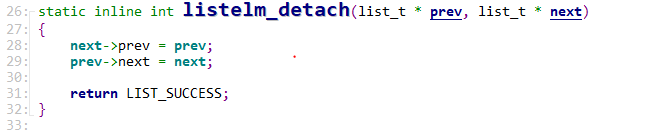 26: static inline int listelm_detach(list_t * prev, list_t * next)
27: {
28:     next->prev = prev;
29:     prev->next = next;
30:
31:     return LIST_SUCCESS;
32: }
33: